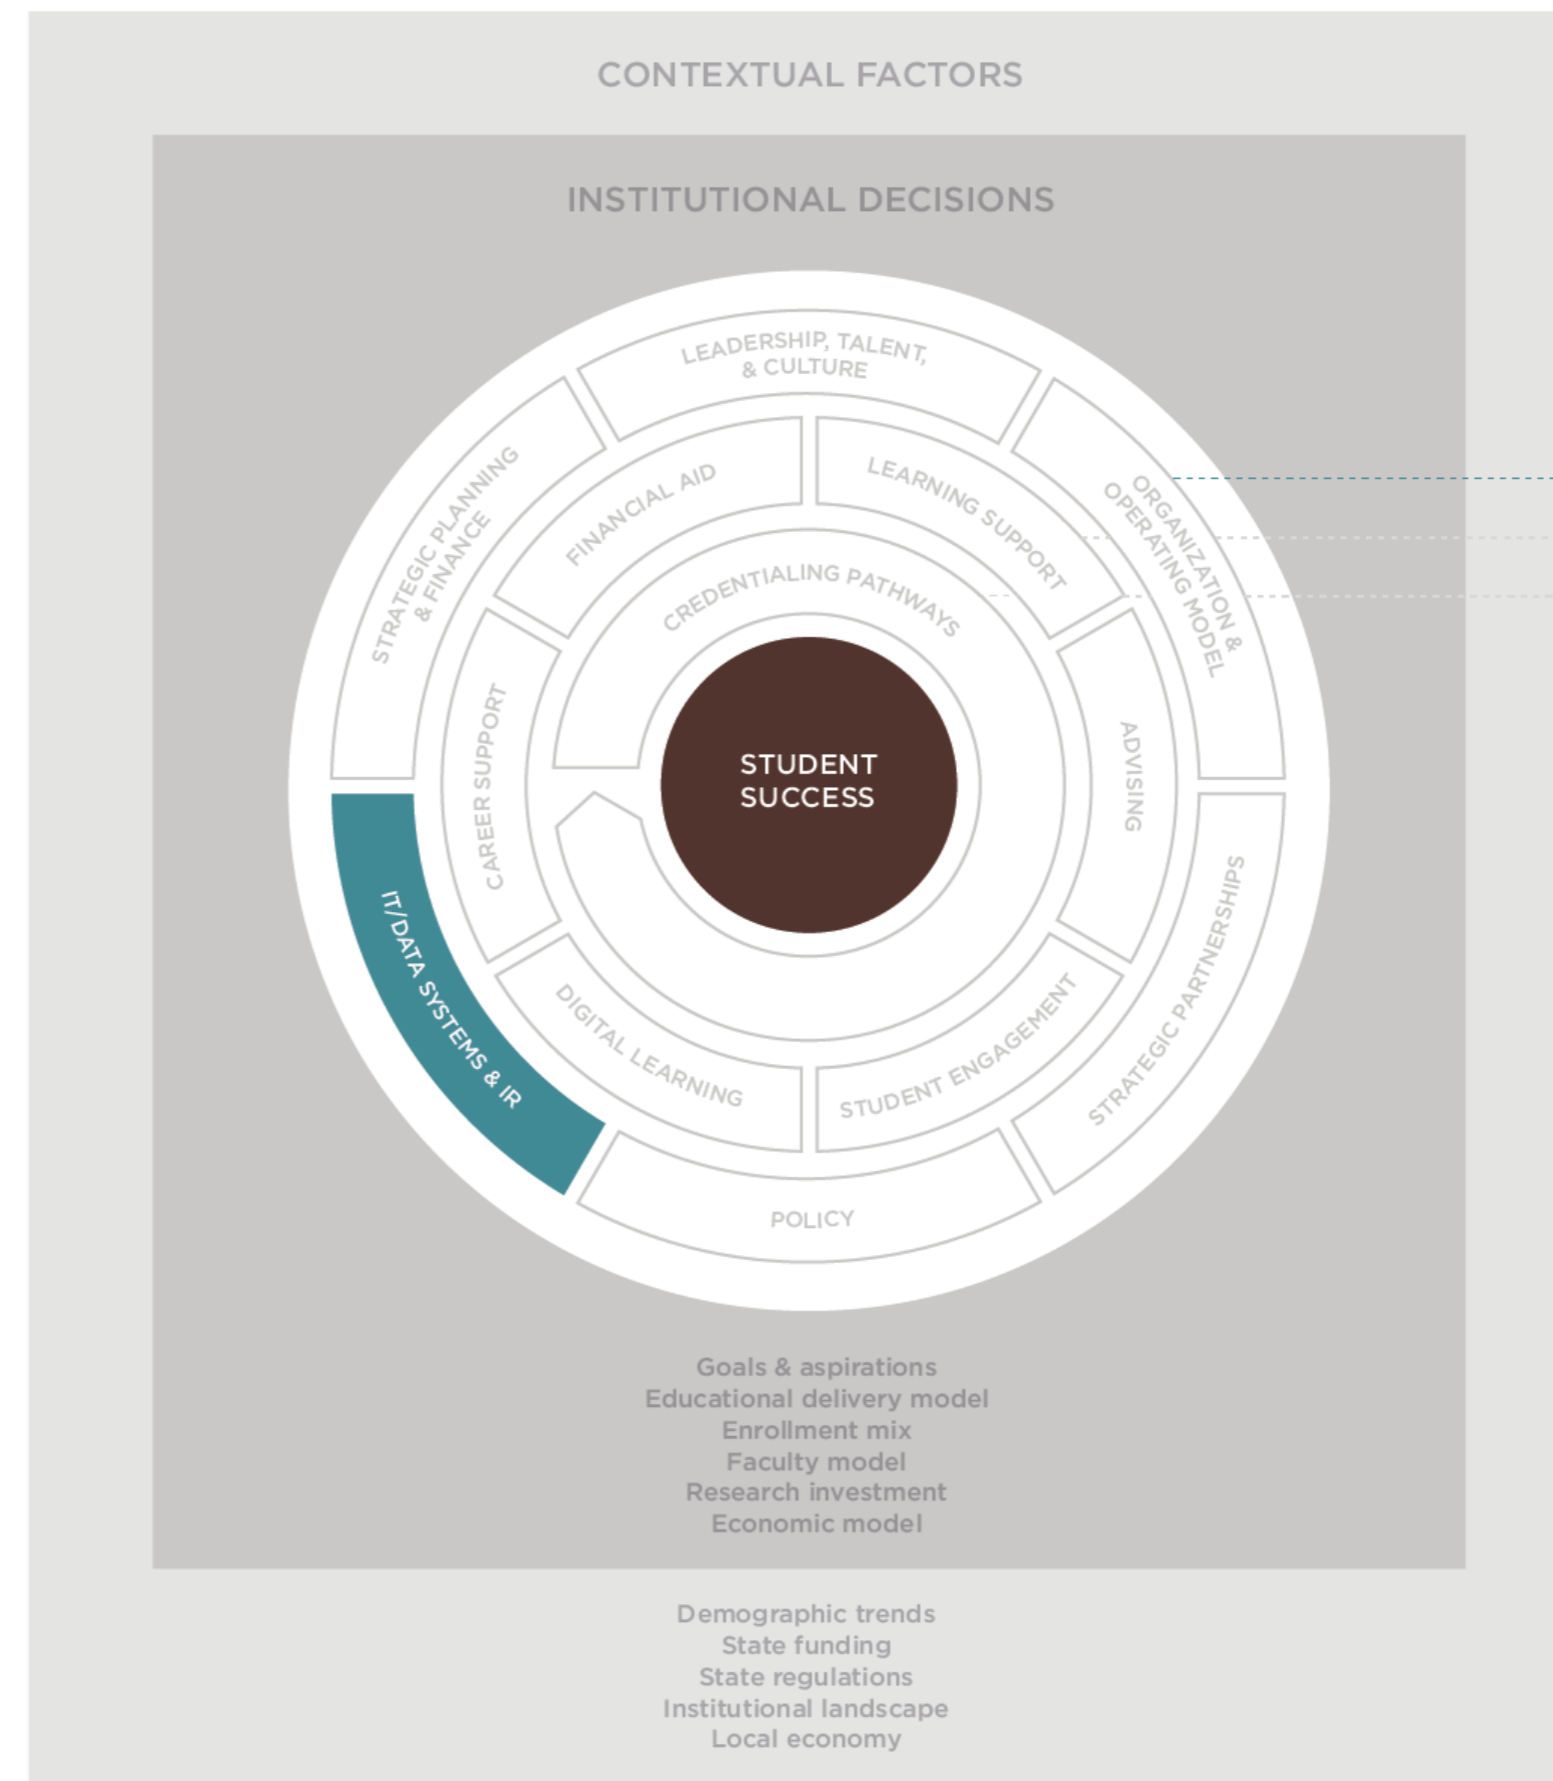 CONTEXTUAL FACTORS
INSTITUTIONAL DECISIONS
LEADERSHIP, TALENT,
& CULTURE
STRATEGIC PLANNING
& FINANCE
ORGANIZATION &
OPERATING MODEL
FINANCIAL AID
LEARNING SUPPORT
CREDENTIALING PATHWAYS
CAREER SUPPORT
STUDENT
SUCCESS
ADVISING
IT/DATA SYSTEMS & IR
DIGITAL LEARNING
STUDENT ENGAGEMENT
STRATEGIC PARTNERSHIPS
POLICY
Goals & aspirations
Educational delivery model
Enrollment mix
Faculty model
Research investment
Economic model
Demographic trends
State funding
State regulations
Institutional landscape
Local economy